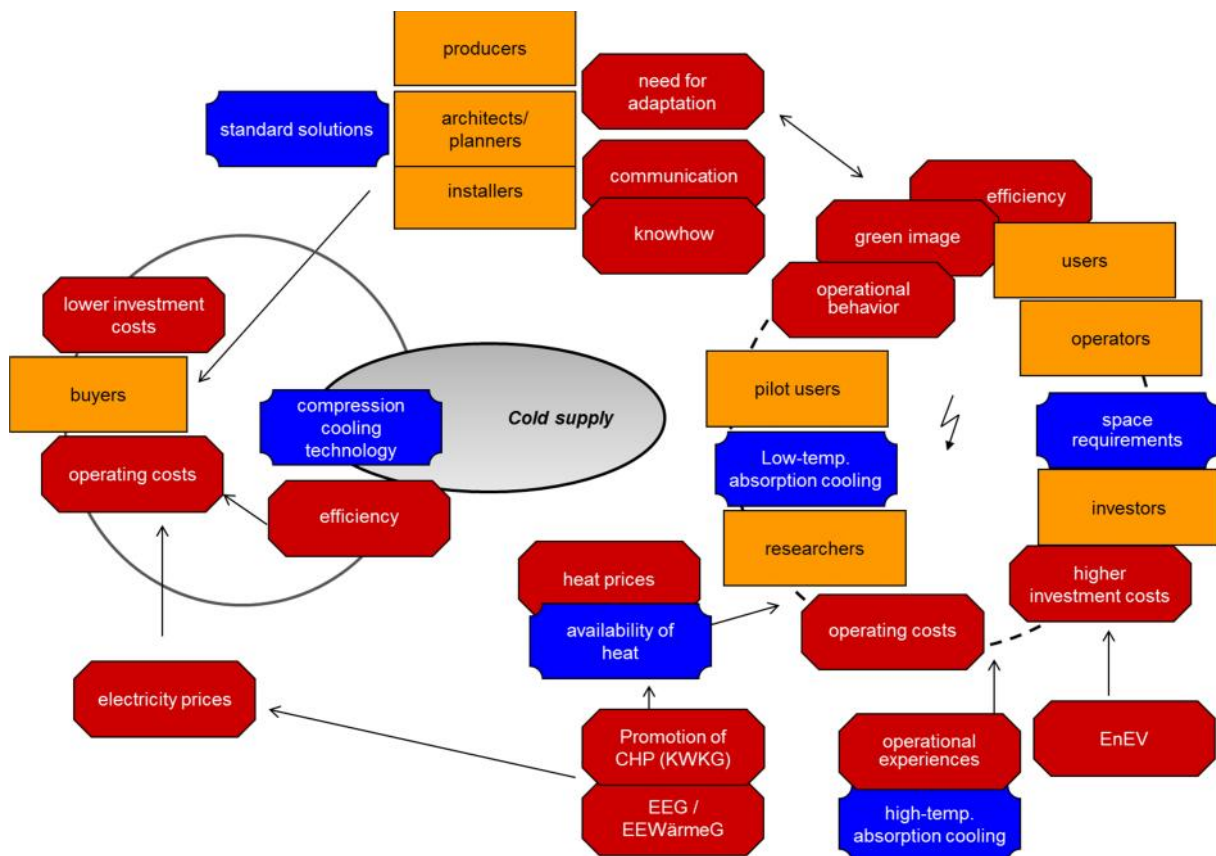 producers
need for
adaptation
standard solutions
architects/
planners
installers
communication
knowhow
efficiency
green image
users
operational
behavior
operators
lower investment
costs
buyers
operating costs
compression
cooling
technology
Cold supply
efficiency
pilot users
Low-temp.
absorption cooling
researchers
space
requirements
investors
higher
investment costs
heat prices
availability of
heat
operating costs
electricity prices
Promotion of
CHP (KWKG)
EEG /
EEWärmeG
operational
experiences
high-temp.
absorption cooling
EnEV